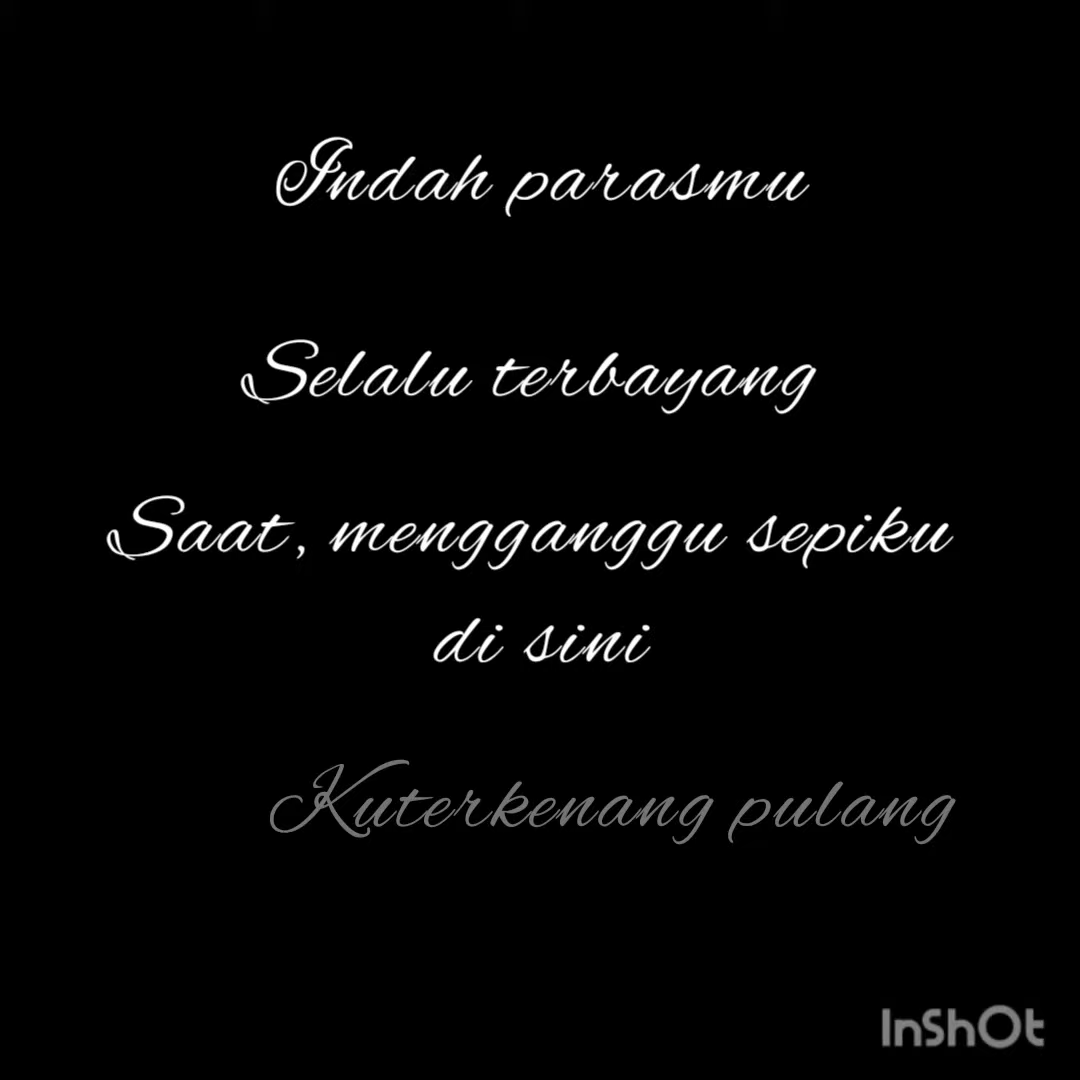 Indah parasmu
Selalu terbayang
Saat, mengganggu sepiku
di sini
Kuterkenang pulang
InShOt